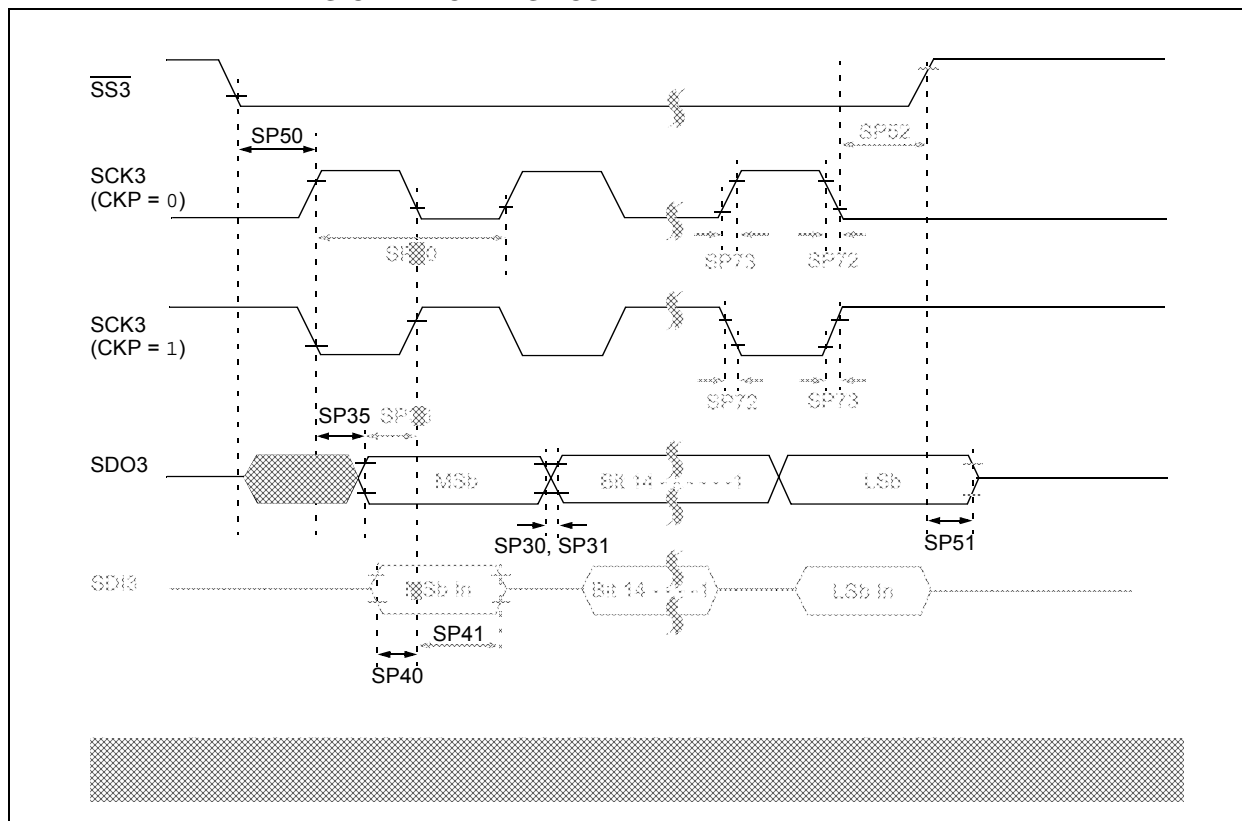 SS3
SP50
SP52
SCK3
(CKP = 0)
SP73
SP72
SCK3
(CKP = 1)
SP72
SP73
SP35
SDO3
MSb
LSb
SP30, SP31
SP51
SDI3
MSb In
LSb In
SP41
SP40